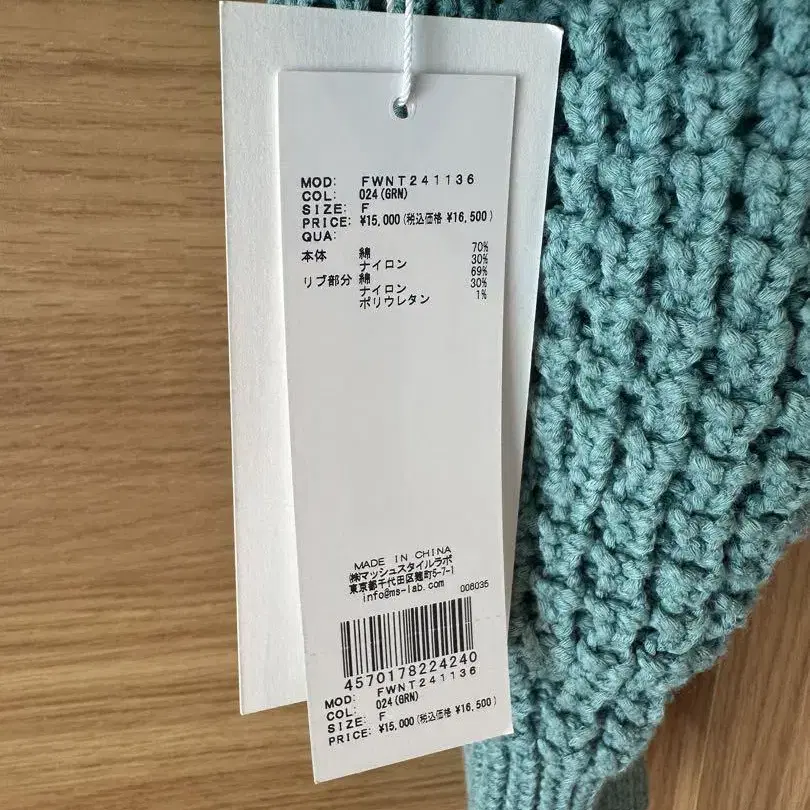 MOD: FWNT241136
COL: 024(GRN)
SIZE: F
PRICE: ¥15,000(税込価格 ¥16,500)
QUA:
本体 綿 70%
ナイロン 30%
リブ部分 綿 69%
ナイロン 30%
ポリウレタン 1%
MADE IN CHINA
㈱マッシュスタイルラボ
東京都千代田区麹町5-7-1
info@ms-lab.com 006035
4570178224240
MOD: FWNT241136
COL: 024(GRN)
SIZE: F
PRICE: ¥15,000(税込価格 ¥16,500)